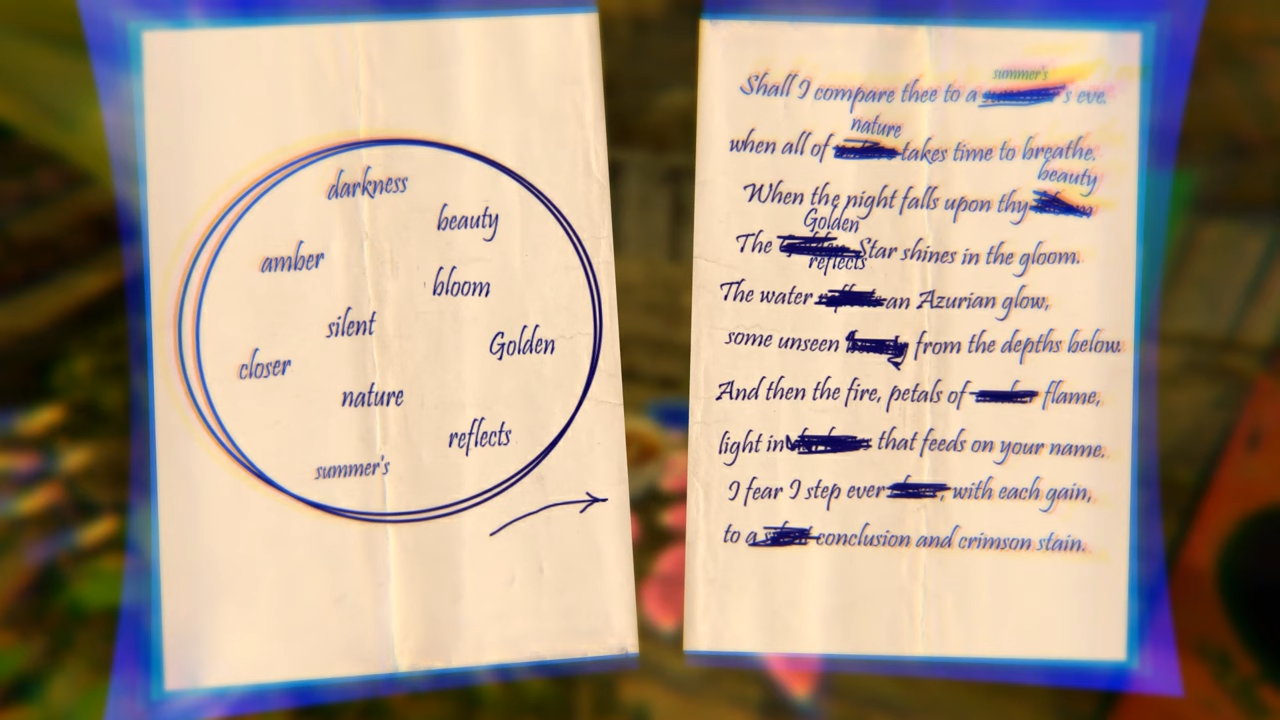 darkness
beauty
amber
bloom
silent
Golden
closer
nature
reflects
summer's
summer's
Shall I compare thee to a 's eve.
nature
when all of takes time to breathe.
beauty
When the night falls upon thy
Golden
The Star shines in the gloom.
reflects
The water an Azurian glow,
some unseen from the depths below.
And then the fire, petals of flame,
light in that feeds on your name.
I fear I step ever , with each gain,
to a conclusion and crimson stain.